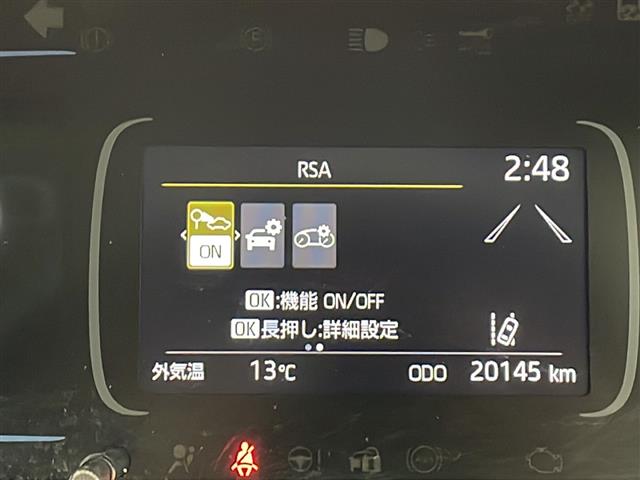 RSA
2:48
ON
OK:機能 ON/OFF
OK長押し:詳細設定
外気温 13℃ ODO 20145 km